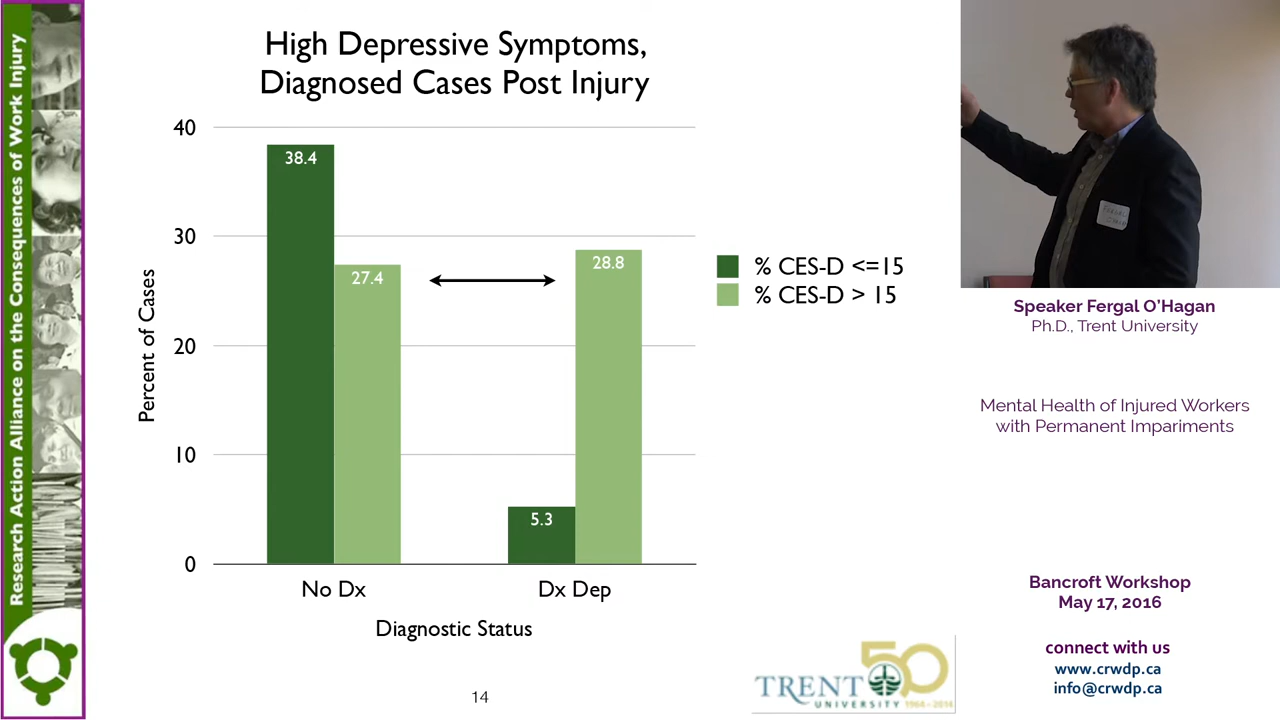 Research Action Alliance on the Consequences of Work Injury
High Depressive Symptoms,
Diagnosed Cases Post Injury
Percent of Cases
40
30
20
10
0
38.4
27.4
5.3
28.8
No Dx
Dx Dep
Diagnostic Status
% CES-D <=15
% CES-D > 15
14
TRENT
UNIVERSITY
50
1964-2014
Speaker Fergal O’Hagan
Ph.D., Trent University
Mental Health of Injured Workers
with Permanent Impariments
Bancroft Workshop
May 17, 2016
connect with us
www.crwdp.ca
info@crwdp.ca